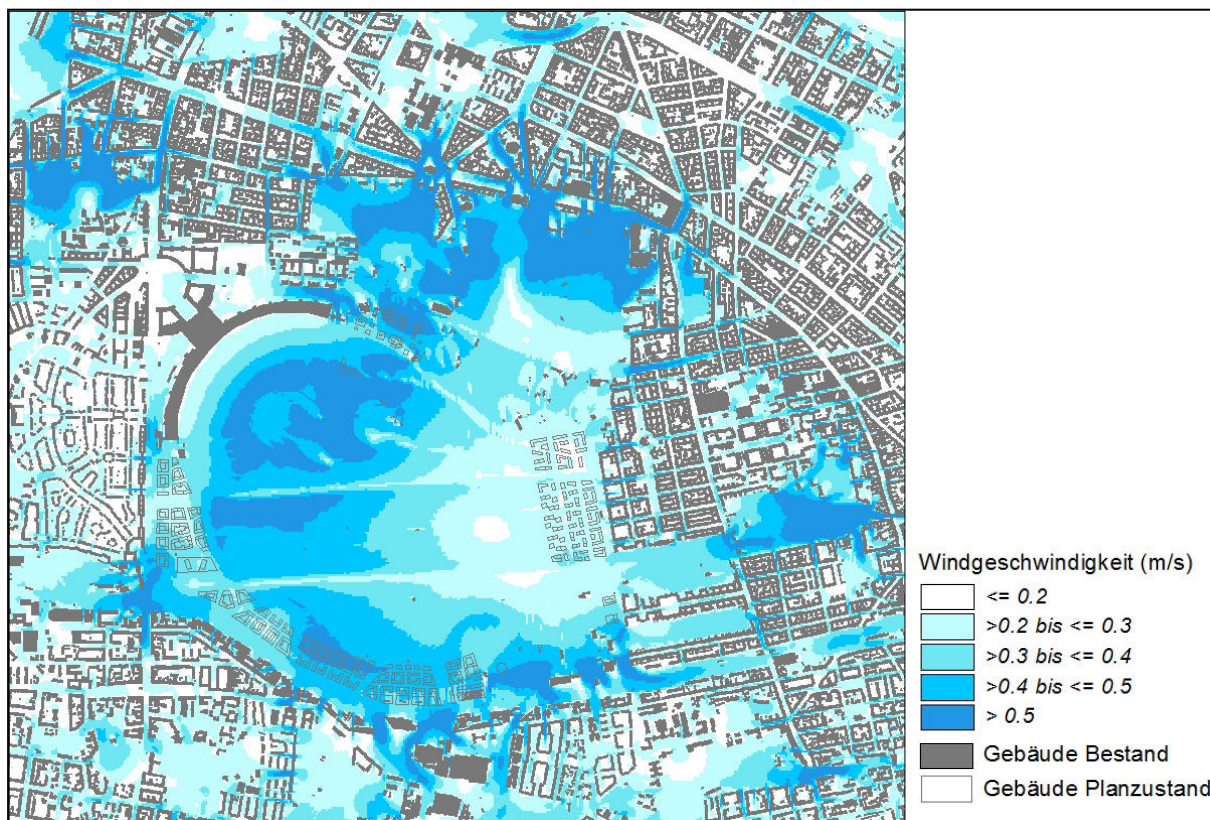 Windgeschwindigkeit (m/s)
<= 0.2
>0.2 bis <= 0.3
>0.3 bis <= 0.4
>0.4 bis <= 0.5
> 0.5
Gebäude Bestand
Gebäude Planzustand